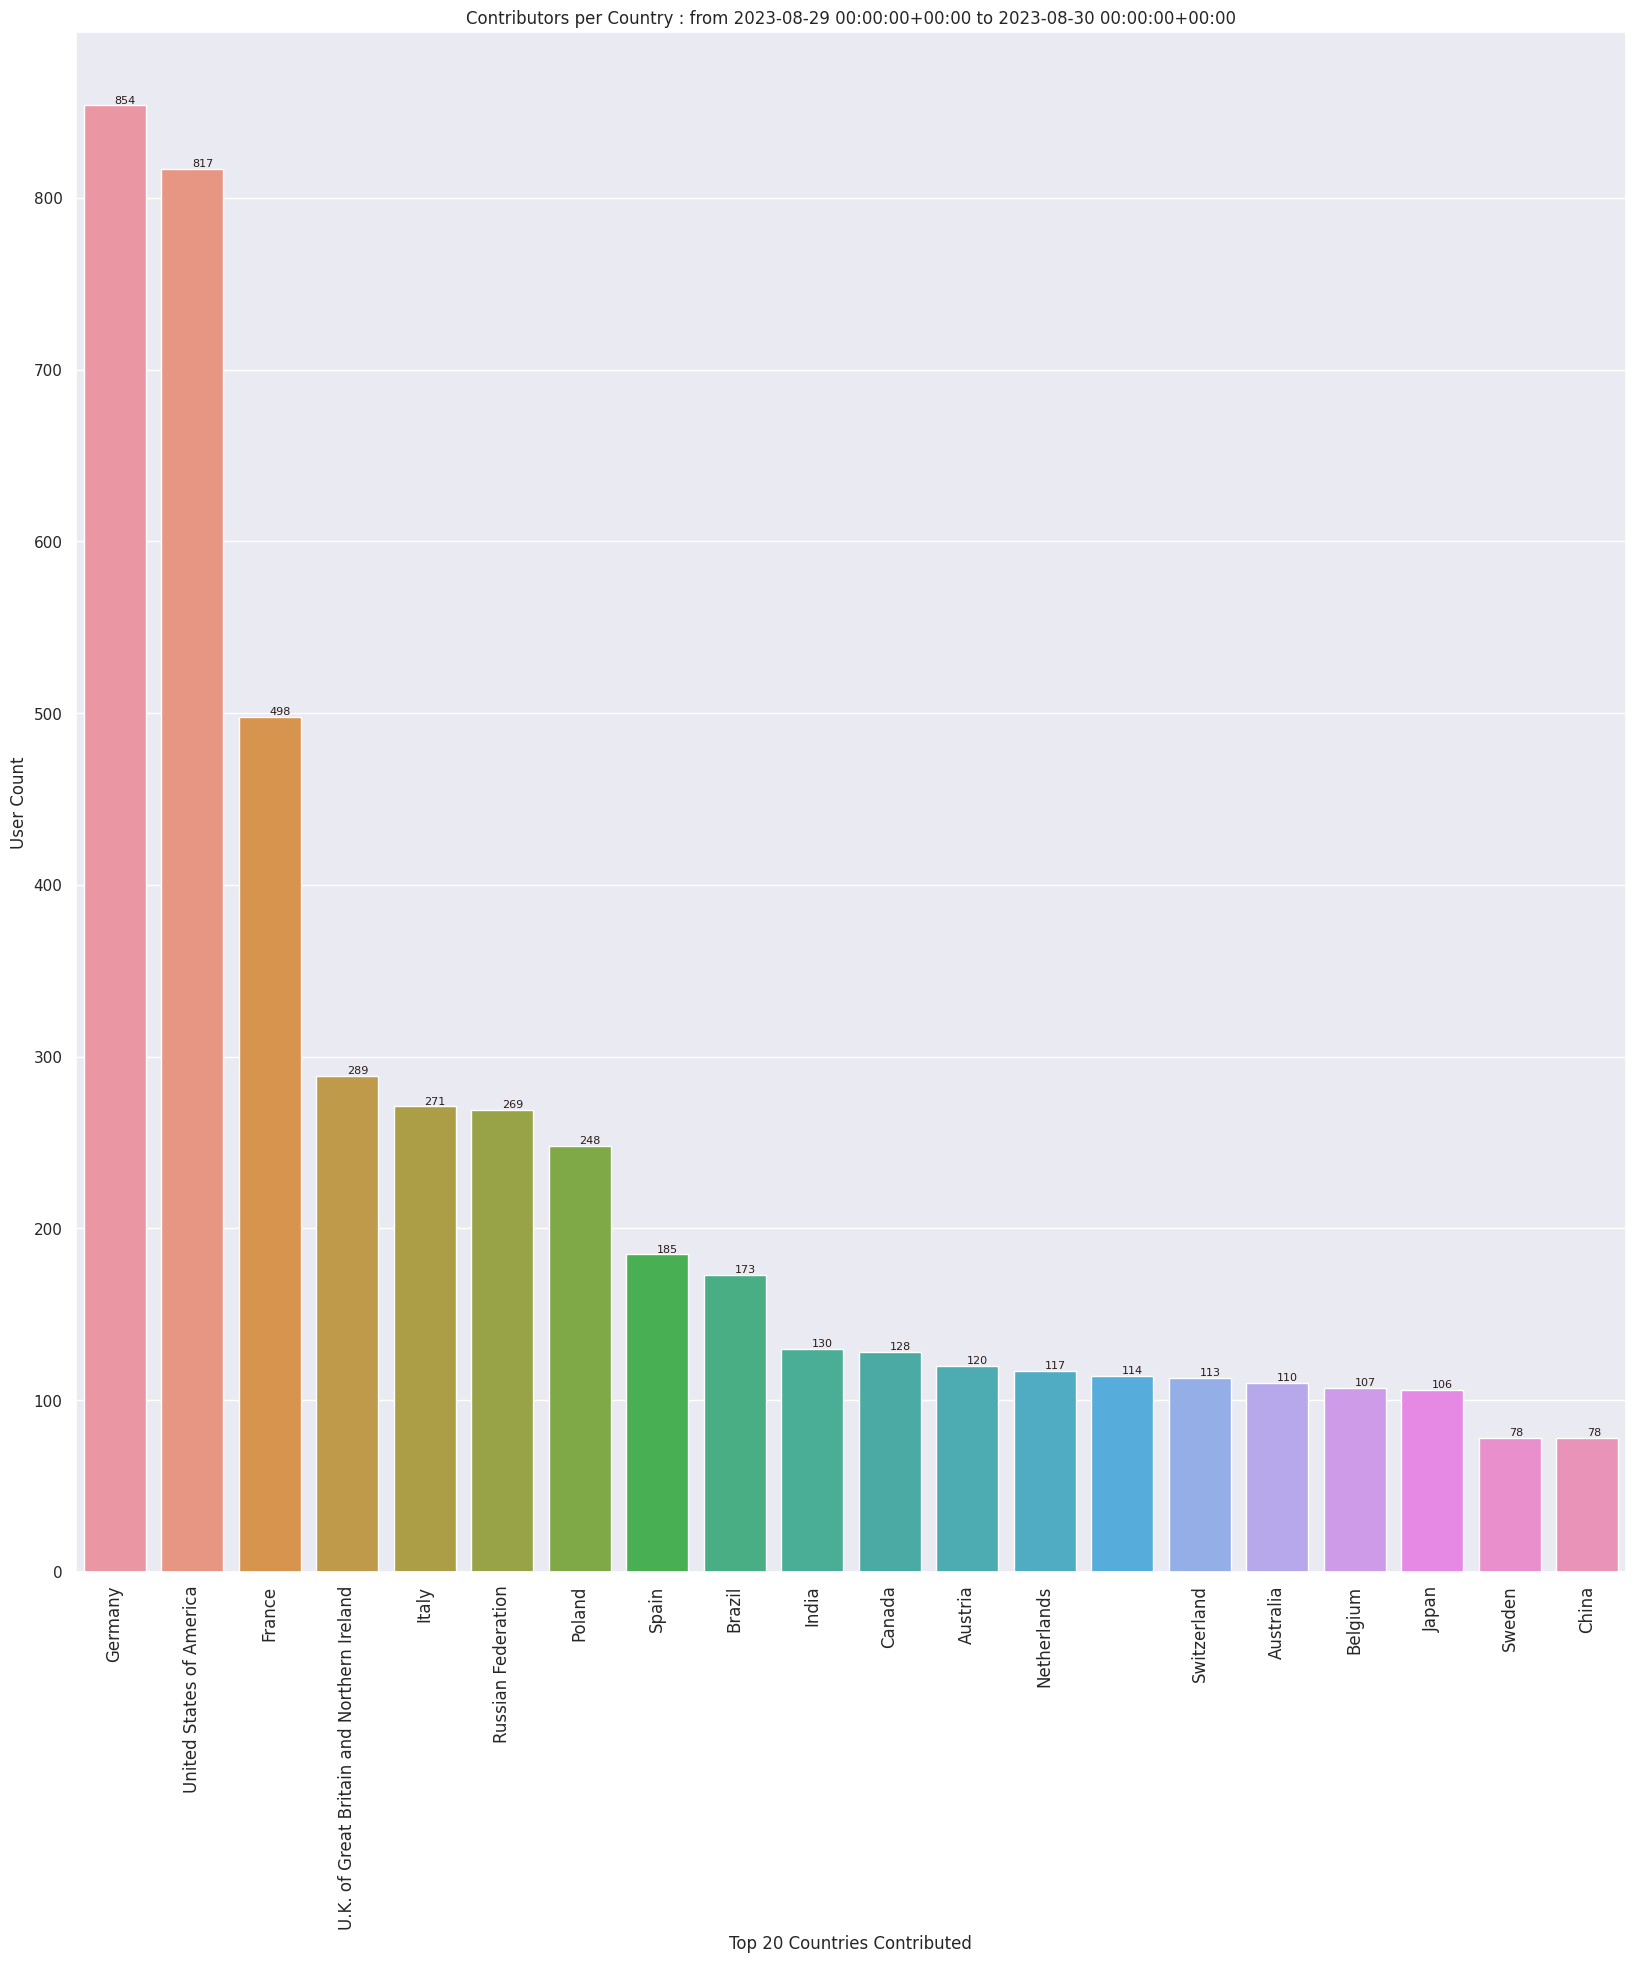 Contributors per Country : from 2023-08-29 00:00:00+00:00 to 2023-08-30 00:00:00+00:00
User Count
800
700
600
500
400
300
200
100
0
854
817
498
289
271
269
248
185
173
130
128
120
117
114
113
110
107
106
78
78
Germany
United States of America
France
U.K. of Great Britain and Northern Ireland
Italy
Russian Federation
Poland
Spain
Brazil
India
Canada
Austria
Netherlands
Switzerland
Australia
Belgium
Japan
Sweden
China
Top 20 Countries Contributed